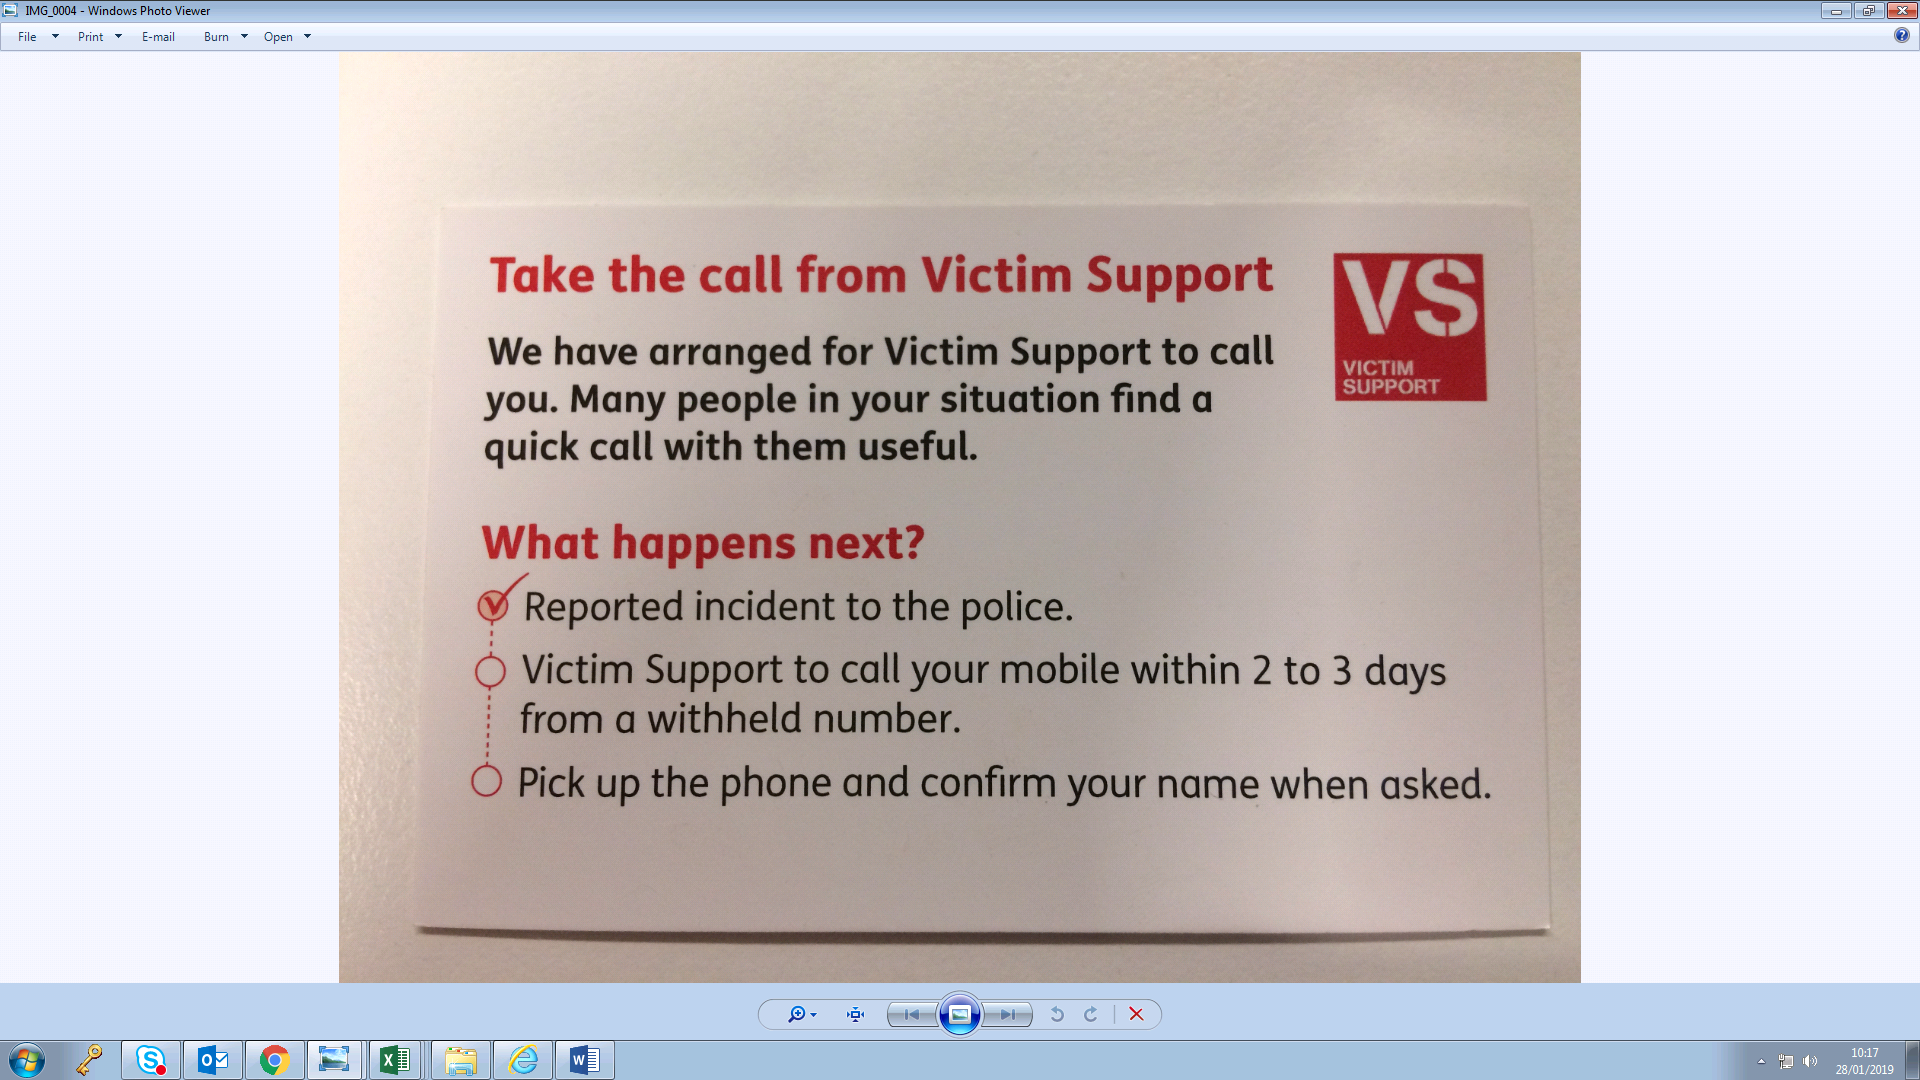 IMG_0004 - Windows Photo Viewer
File Print E-mail Burn Open
Take the call from Victim Support
We have arranged for Victim Support to call
you. Many people in your situation find a
quick call with them useful.
VS
VICTIM
SUPPORT
What happens next?
Reported incident to the police.
Victim Support to call your mobile within 2 to 3 days
from a withheld number.
Pick up the phone and confirm your name when asked.
10:17
28/01/2019